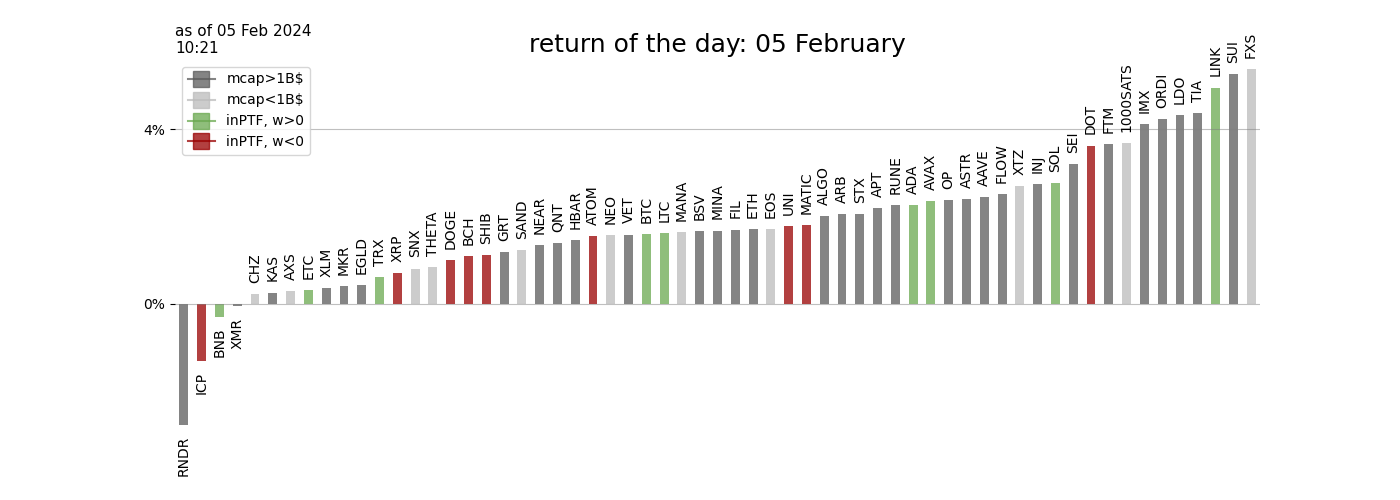 as of 05 Feb 2024
10:21
return of the day: 05 February
mcap>1B$
mcap<1B$
inPTF, w>0
inPTF, w<0
4%
0%
RNDR
ICP
BNB
XMR
CHZ
KAS
AXS
ETC
XLM
MKR
EGLD
TRX
XRP
SNX
THETA
DOGE
BCH
SHIB
GRT
SAND
NEAR
QNT
HBAR
ATOM
NEO
VET
BTC
LTC
MANA
BSV
MINA
FIL
ETH
EOS
UNI
MATIC
ALGO
ARB
STX
APT
RUNE
ADA
AVAX
OP
ASTR
AAVE
FLOW
XTZ
INJ
SOL
SEI
DOT
FTM
1000SATS
IMX
ORDI
LDO
TIA
LINK
SUI
FXS